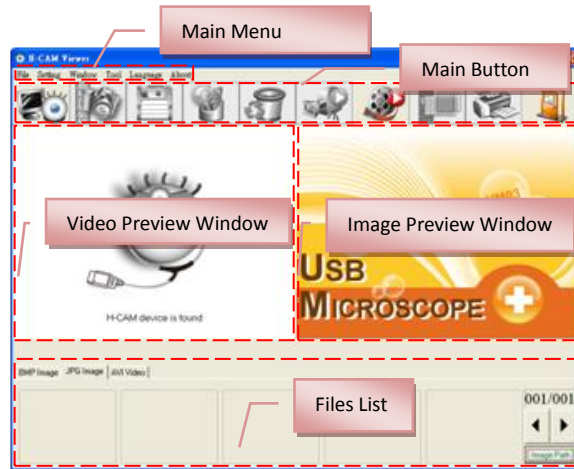 Main Menu
H-CAM Viewer
File Setting Window Tool Language About
Main Button
Video Preview Window
Image Preview Window
USB
MICROSCOPE
H-CAM device is found
BMP Image JPG Image AVI Video
Files List
001/001
Image Path